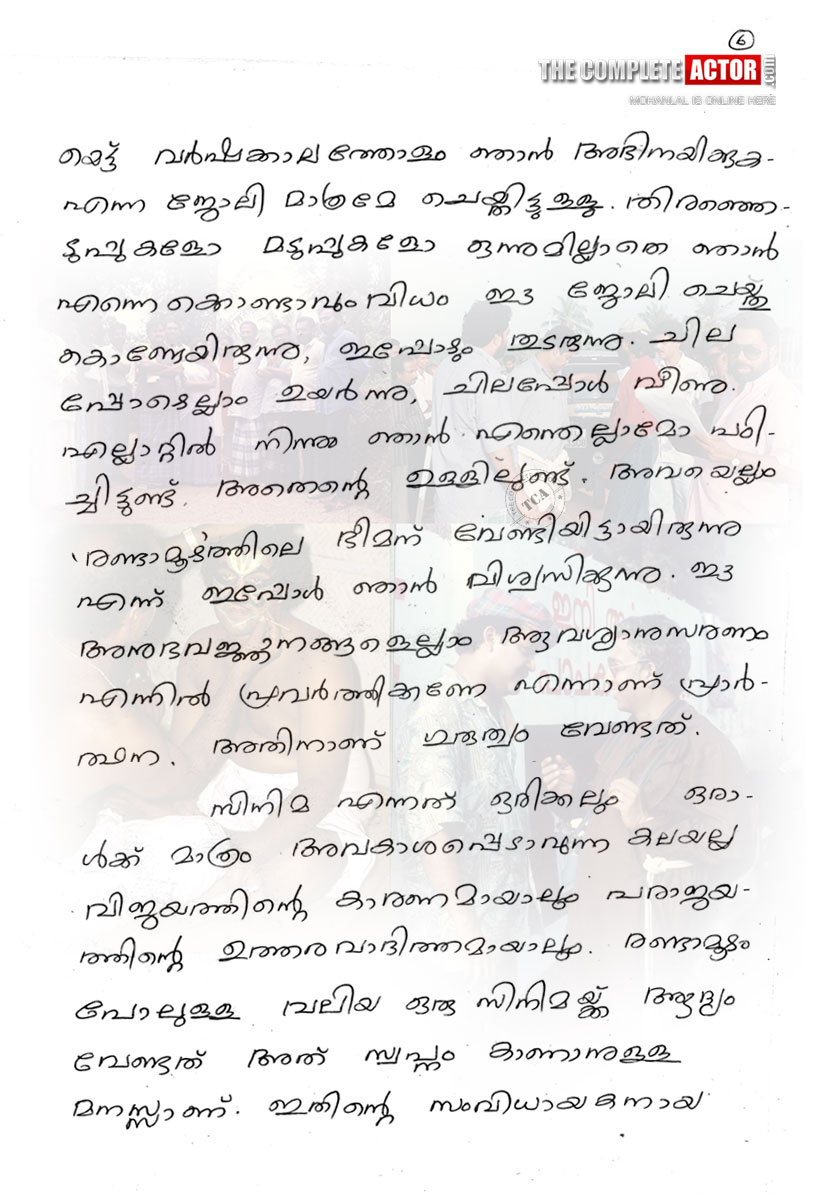 6
THE COMPLETE ACTOR .com
MOHANLAL IS ONLINE HERE
യെട്ട് വർഷക്കാലത്തോളം ഞാൻ അഭിനയിക്കുക-
എന്ന ജോലി മാത്രമേ ചെയ്തിട്ടുള്ളൂ. തിരഞ്ഞെ-
ടുപ്പുകളോ മടുപ്പുകളോ ഒന്നുമില്ലാതെ ഞാൻ
എന്നെ കൊണ്ടാവും വിധം ഈ ജോലി ചെയ്തു
കൊണ്ടേയിരുന്നു, ഇപ്പോഴും തുടരുന്നു. ചില
പ്പോഴെല്ലാം ഉയർന്നു, ചിലപ്പോൾ വീണു.
എല്ലാറ്റിൽ നിന്നും ഞാൻ എന്തെല്ലാമോ പഠി-
ച്ചിട്ടുണ്ട്. അതെന്റെ ഉള്ളിലുണ്ട്. അവയെല്ലാം
'രണ്ടാമൂഴത്തിലെ ഭീമന് വേണ്ടിയിട്ടായിരുന്നു
എന്ന് ഇപ്പോൾ ഞാൻ വിശ്വസിക്കുന്നു. ഈ
അനുഭവജ്ഞാനങ്ങളെല്ലാം ആവശ്യാനുസരണം
എന്നിൽ പ്രവർത്തിക്കണേ എന്നാണ് പ്രാർ-
ത്ഥന. അതിനാണ് ഗുരുത്വം വേണ്ടത്.
സിനിമ എന്നത് ഒരിക്കലും ഒരാ-
ൾക്ക് മാത്രം അവകാശപ്പെടാവുന്ന കലയല്ല
വിജയത്തിന്റെ കാരണമായാലും പരാജയ-
ത്തിന്റെ ഉത്തരവാദിത്തമായാലും. രണ്ടാമൂഴം
പോലുള്ള വലിയ ഒരു സിനിമയ്ക്ക് ആദ്യം
വേണ്ടത് അത് സ്വപ്നം കാണാനുള്ള
മനസ്സാണ്. ഇതിന്റെ സംവിധായകനായ
TCA